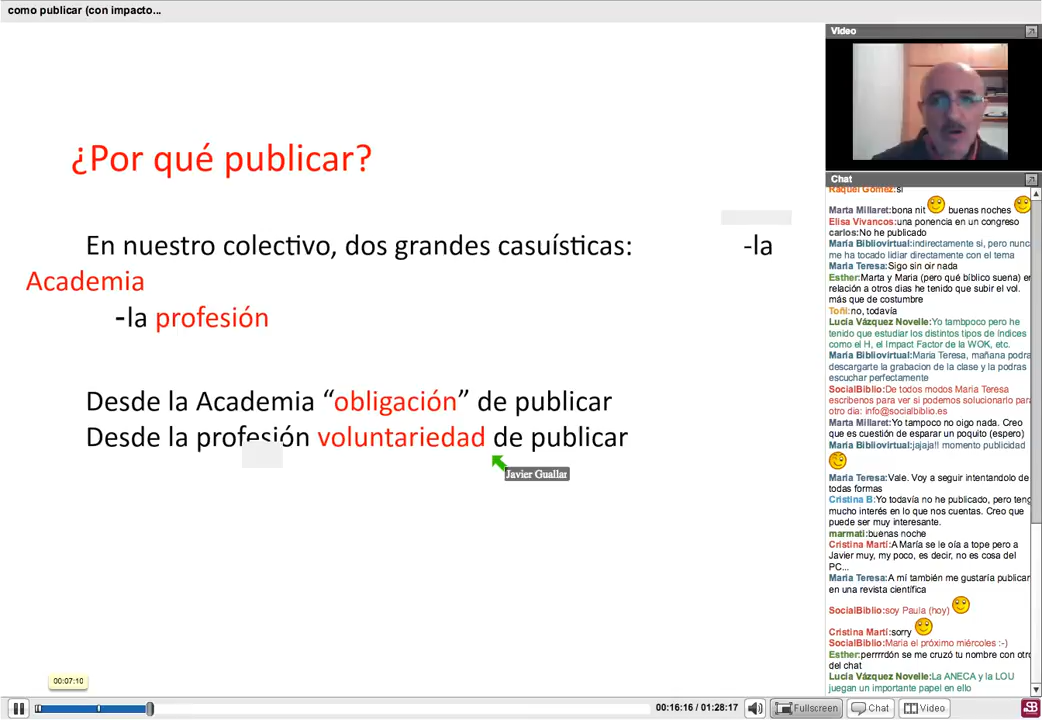 como publicar (con impacto...
¿Por qué publicar?
En nuestro colectivo, dos grandes casuísticas: -la
Academia
-la profesión
Desde la Academia “obligación” de publicar
Desde la profesión voluntariedad de publicar
Javier Guallar
00:07:10
00:16:16 / 01:28:17
Fullscreen
Chat
Video
SB
Video
Chat
Raquel Gómez:si
Marta Millaret:bona nit buenas noches
Elisa Vivancos:una ponencia en un congreso
carlos:No he publicado
María Bibliovirtual:indirectamente si, pero nunc
me ha tocado lidiar directamente con el tema
Maria Teresa:Sigo sin oir nada
Esther:Marta y Maria (pero qué bíblico suena) en
relación a otros dias he tenido que subir el vol.
más que de costumbre
Toñi:no, todavía
Lucía Vázquez Novelle:Yo tambpoco pero he
tenido que estudiar los distintos tipos de índices
como el H, el Impact Factor de la WOK, etc.
María Bibliovirtual:Maria Teresa, mañana podra
descargarte la grabacion de la clase y la podras
escuchar perfectamente
SocialBiblio:De todos modos Maria Teresa
escribenos para ver si podemos solucionarlo para
otro dia: info@socialbiblio.es
Marta Millaret:Yo tampoco no oigo nada. Creo
que es cuestión de esparar un poquito (espero)
María Bibliovirtual:jajaja!! momento publicidad
Maria Teresa:Vale. Voy a seguir intentandolo de
todas formas
Cristina B:Yo todavía no he publicado, pero teng
mucho interés en lo que nos cuentas. Creo que
puede ser muy interesante.
marmati:buenas noche
Cristina Martí:A María se le oía a tope pero a
Javier muy, my poco, es decir, no es cosa del
PC...
Maria Teresa:A mí también me gustaría publicar
en una revista científica
SocialBiblio:soy Paula (hoy)
Cristina Martí:sorry
SocialBiblio:Maria el próximo miércoles :-)
Esther:perrrrdón se me cruzó tu nombre con otro
del chat
Lucía Vázquez Novelle:La ANECA y la LOU
juegan un importante papel en ello